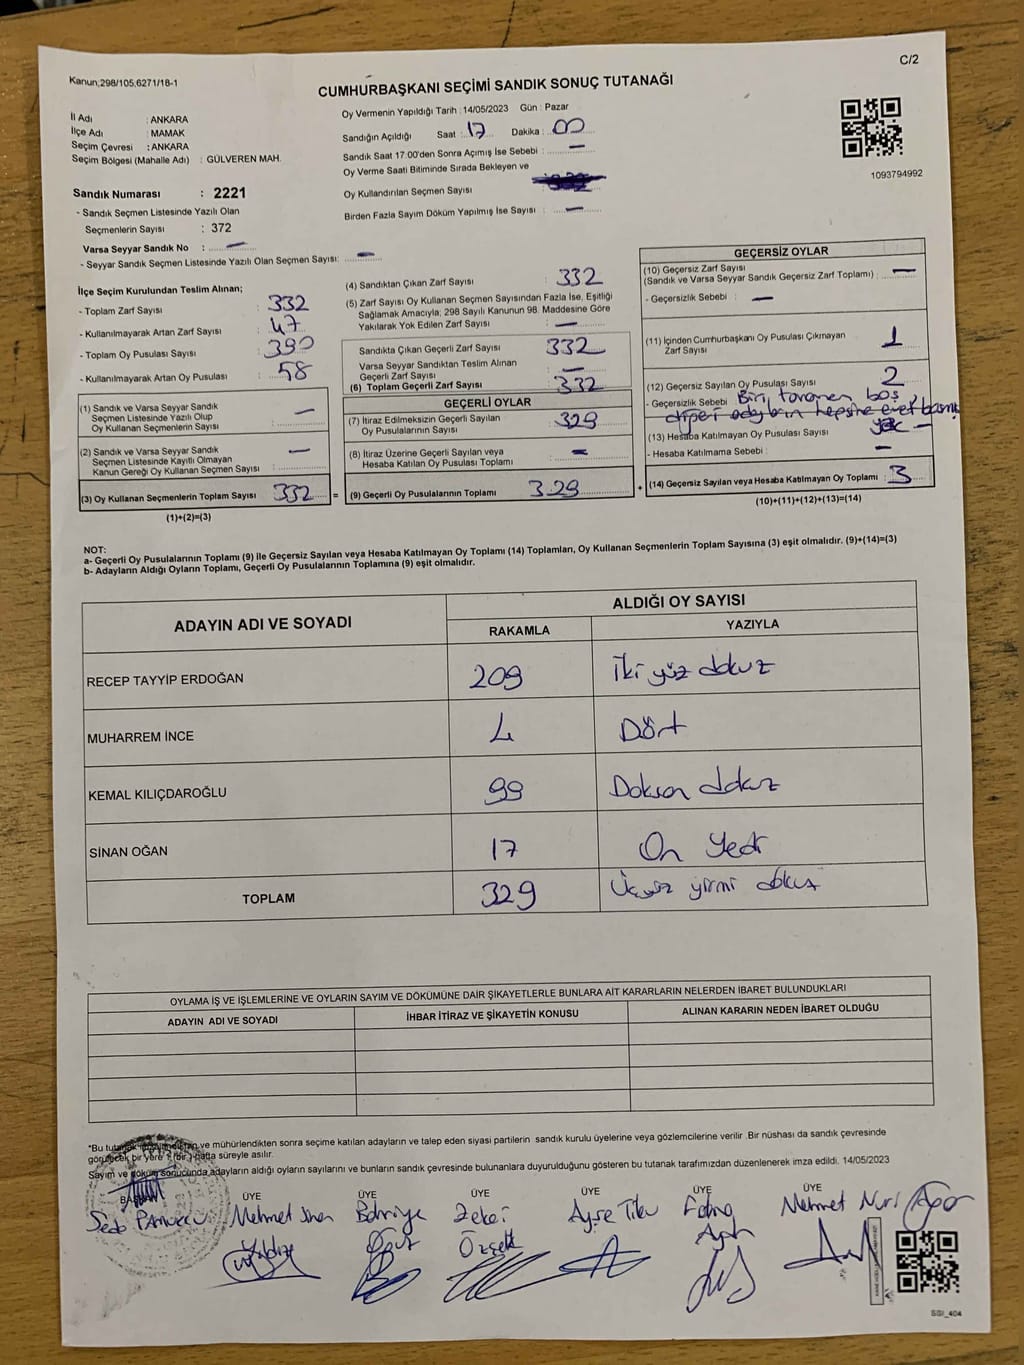 C/2
Kanun;298/105,6271/18-1
CUMHURBAŞKANI SEÇİMİ SANDIK SONUÇ TUTANAĞI
İl Adı : ANKARA
İlçe Adı : MAMAK
Seçim Çevresi : ANKARA
Seçim Bölgesi (Mahalle Adı) : GÜLVEREN MAH.
Oy Vermenin Yapıldığı Tarih : 14/05/2023 Gün : Pazar
Sandığın Açıldığı Saat : 17 Dakika : 00
Sandık Saat 17:00'den Sonra Açımış İse Sebebi : —
Oy Verme Saati Bitiminde Sırada Bekleyen ve
Oy Kullandırılan Seçmen Sayısı :
Birden Fazla Sayım Döküm Yapılmış İse Sayısı : —
1093794992
Sandık Numarası : 2221
- Sandık Seçmen Listesinde Yazılı Olan
Seçmenlerin Sayısı : 372
Varsa Seyyar Sandık No : —
- Seyyar Sandık Seçmen Listesinde Yazılı Olan Seçmen Sayısı: —
İlçe Seçim Kurulundan Teslim Alınan;
- Toplam Zarf Sayısı : 332
- Kullanılmayarak Artan Zarf Sayısı : 47
- Toplam Oy Pusulası Sayısı : 390
- Kullanılmayarak Artan Oy Pusulası : 58
(1) Sandık ve Varsa Seyyar Sandık
Seçmen Listesinde Yazılı Olup
Oy Kullanan Seçmenlerin Sayısı : —
(2) Sandık ve Varsa Seyyar Sandık
Seçmen Listesinde Kayıtlı Olmayan
Kanun Gereği Oy Kullanan Seçmen Sayısı : —
(3) Oy Kullanan Seçmenlerin Toplam Sayısı : 332 =
(1)+(2)=(3)
(4) Sandıktan Çıkan Zarf Sayısı : 332
(5) Zarf Sayısı Oy Kullanan Seçmen Sayısından Fazla İse, Eşitliği
Sağlamak Amacıyla; 298 Sayılı Kanunun 98. Maddesine Göre
Yakılarak Yok Edilen Zarf Sayısı : —
Sandıkta Çıkan Geçerli Zarf Sayısı : 332
Varsa Seyyar Sandıktan Teslim Alınan
Geçerli Zarf Sayısı : —
(6) Toplam Geçerli Zarf Sayısı : 332
GEÇERLİ OYLAR
(7) İtiraz Edilmeksizin Geçerli Sayılan
Oy Pusulalarının Sayısı : 329
(8) İtiraz Üzerine Geçerli Sayılan veya
Hesaba Katılan Oy Pusulası Toplamı : —
(9) Geçerli Oy Pusulalarının Toplamı : 329 +
GEÇERSİZ OYLAR
(10) Geçersiz Zarf Sayısı
(Sandık ve Varsa Seyyar Sandık Geçersiz Zarf Toplamı) : —
- Geçersizlik Sebebi : —
(11) İçinden Cumhurbaşkanı Oy Pusulası Çıkmayan
Zarf Sayısı : 1
(12) Geçersiz Sayılan Oy Pusulası Sayısı : 2
- Geçersizlik Sebebi Biri tamamen boş,
diğeri adayların hepsine evet basmış
(13) Hesaba Katılmayan Oy Pusulası Sayısı yok —
- Hesaba Katılmama Sebebi : —
(14) Geçersiz Sayılan veya Hesaba Katılmayan Oy Toplamı : 3
(10)+(11)+(12)+(13)=(14)
NOT:
a- Geçerli Oy Pusulalarının Toplamı (9) ile Geçersiz Sayılan veya Hesaba Katılmayan Oy Toplamı (14) Toplamları, Oy Kullanan Seçmenlerin Toplam Sayısına (3) eşit olmalıdır. (9)+(14)=(3)
b- Adayların Aldığı Oyların Toplamı, Geçerli Oy Pusulalarının Toplamına (9) eşit olmalıdır.
ADAYIN ADI VE SOYADI
ALDIĞI OY SAYISI
RAKAMLA YAZIYLA
RECEP TAYYİP ERDOĞAN 209 İki yüz dokuz
MUHARREM İNCE 4 Dört
KEMAL KILIÇDAROĞLU 99 Doksan dokuz
SİNAN OĞAN 17 On Yedi
TOPLAM 329 Üçyüz yirmi dokuz
OYLAMA İŞ VE İŞLEMLERİNE VE OYLARIN SAYIM VE DÖKÜMÜNE DAİR ŞİKAYETLERLE BUNLARA AİT KARARLARIN NELERDEN İBARET BULUNDUKLARI
ADAYIN ADI VE SOYADI İHBAR İTİRAZ VE ŞİKAYETİN KONUSU ALINAN KARARIN NEDEN İBARET OLDUĞU
*Bu ve mühürlendikten sonra seçime katılan adayların ve talep eden siyasi partilerin sandık kurulu üyelerine veya gözlemcilerine verilir .Bir nüshası da sandık çevresinde
görülecek bir yere 1 (bir) hafta süreyle asılır.
Sayım ve döküm sonucunda adayların aldığı oyların sayılarını ve bunların sandık çevresinde bulunanlara duyurulduğunu gösteren bu tutanak tarafımızdan düzenlenerek imza edildi. 14/05/2023
BAŞKAN ÜYE ÜYE ÜYE ÜYE ÜYE ÜYE
Seda PAMUKCU Mehmet Sinan Bahriye Zeker Ayşe Fatma Mehmet Nuri
Yıldız Oğuz
SGI_404